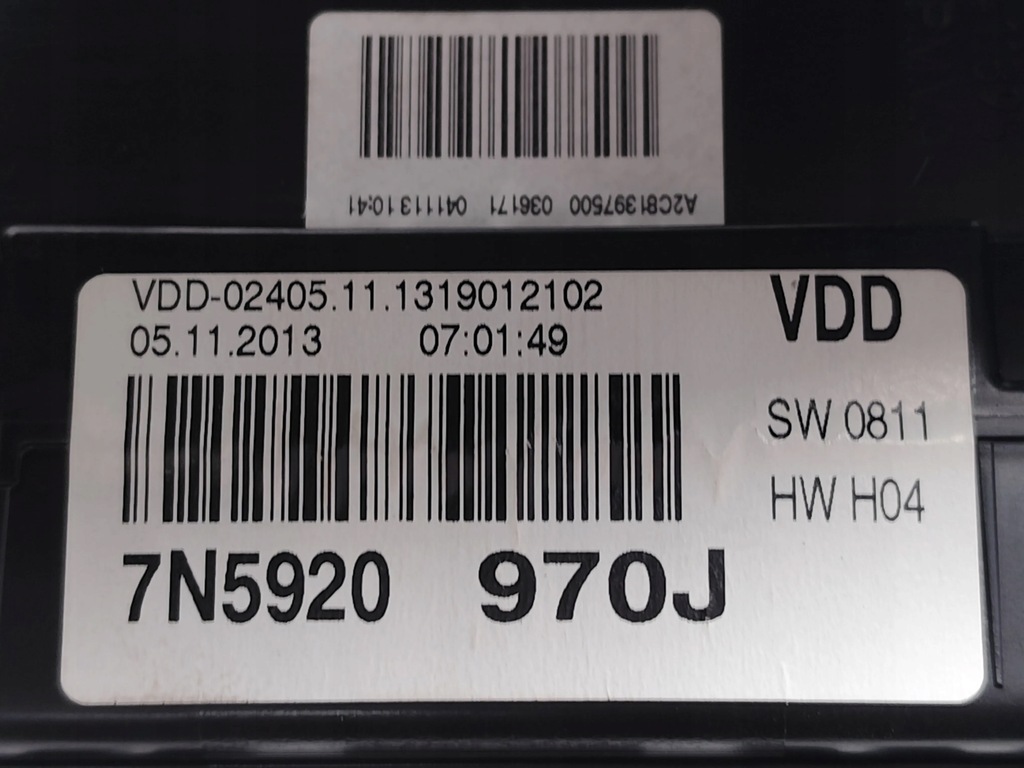 A2C81397500 036171 041113 10:41
VDD-02405.11.1319012102
05.11.2013 07:01:49
VDD
SW 0811
HW H04
7N5920 970J